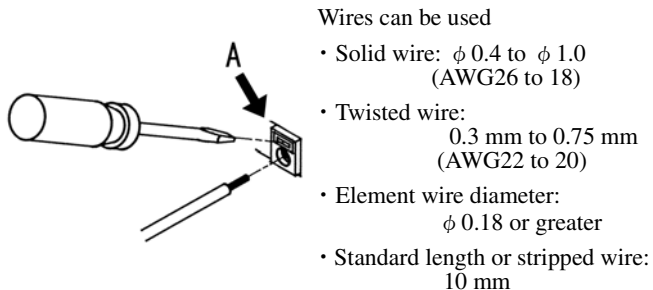 A
Wires can be used
・Solid wire: φ 0.4 to φ 1.0
(AWG26 to 18)
・Twisted wire:
0.3 mm to 0.75 mm
(AWG22 to 20)
・Element wire diameter:
φ 0.18 or greater
・Standard length or stripped wire:
10 mm